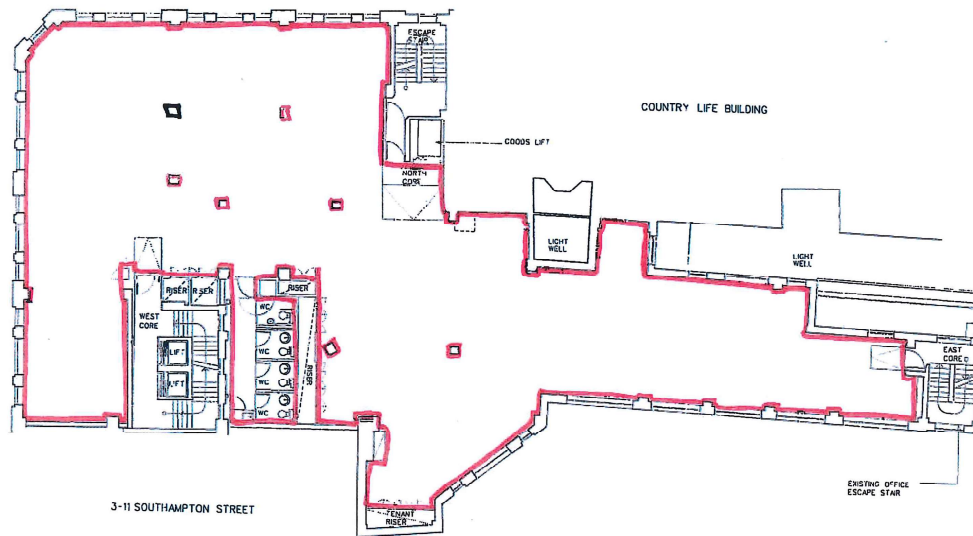 ESCAPE
STAIR
COUNTRY LIFE BUILDING
GOODS LIFT
NORTH
CORE
LIGHT
WELL
LIGHT
WELL
RISER
RISER
RISER
WEST
CORE
WC
LIFT
WC
EAST
CORE
LIFT
WC
RISER
WC
EXISTING OFFICE
ESCAPE STAIR
3-11 SOUTHAMPTON STREET
TENANT
RISER